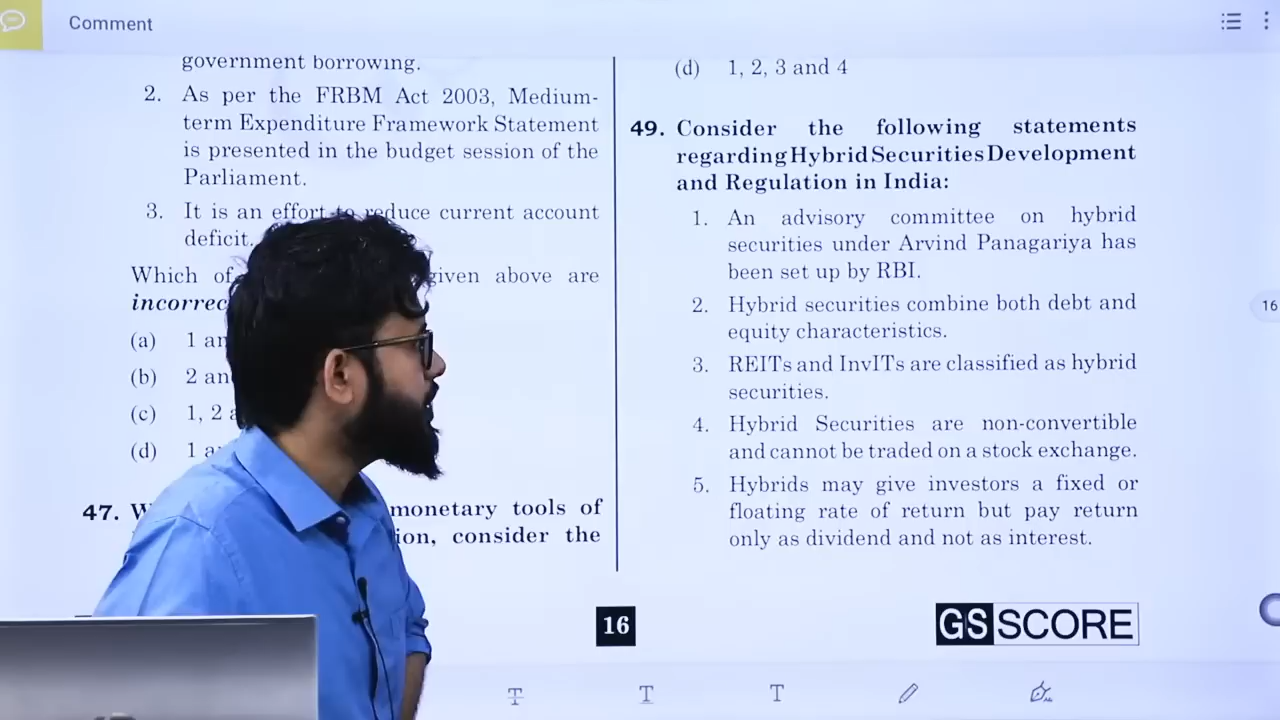 Comment
government borrowing.
2. As per the FRBM Act 2003, Medium-
term Expenditure Framework Statement
is presented in the budget session of the
Parliament.
3. It is an effort to reduce current account
deficit.
Which of given above are
incorrec
(a) 1 an
(b) 2 an
(c) 1, 2 a
(d) 1 a
47. W monetary tools of
ion, consider the
(d) 1, 2, 3 and 4
49. Consider the following statements
regarding Hybrid Securities Development
and Regulation in India:
1. An advisory committee on hybrid
securities under Arvind Panagariya has
been set up by RBI.
2. Hybrid securities combine both debt and
equity characteristics.
3. REITs and InvITs are classified as hybrid
securities.
4. Hybrid Securities are non-convertible
and cannot be traded on a stock exchange.
5. Hybrids may give investors a fixed or
floating rate of return but pay return
only as dividend and not as interest.
16
16
GS SCORE
T T T